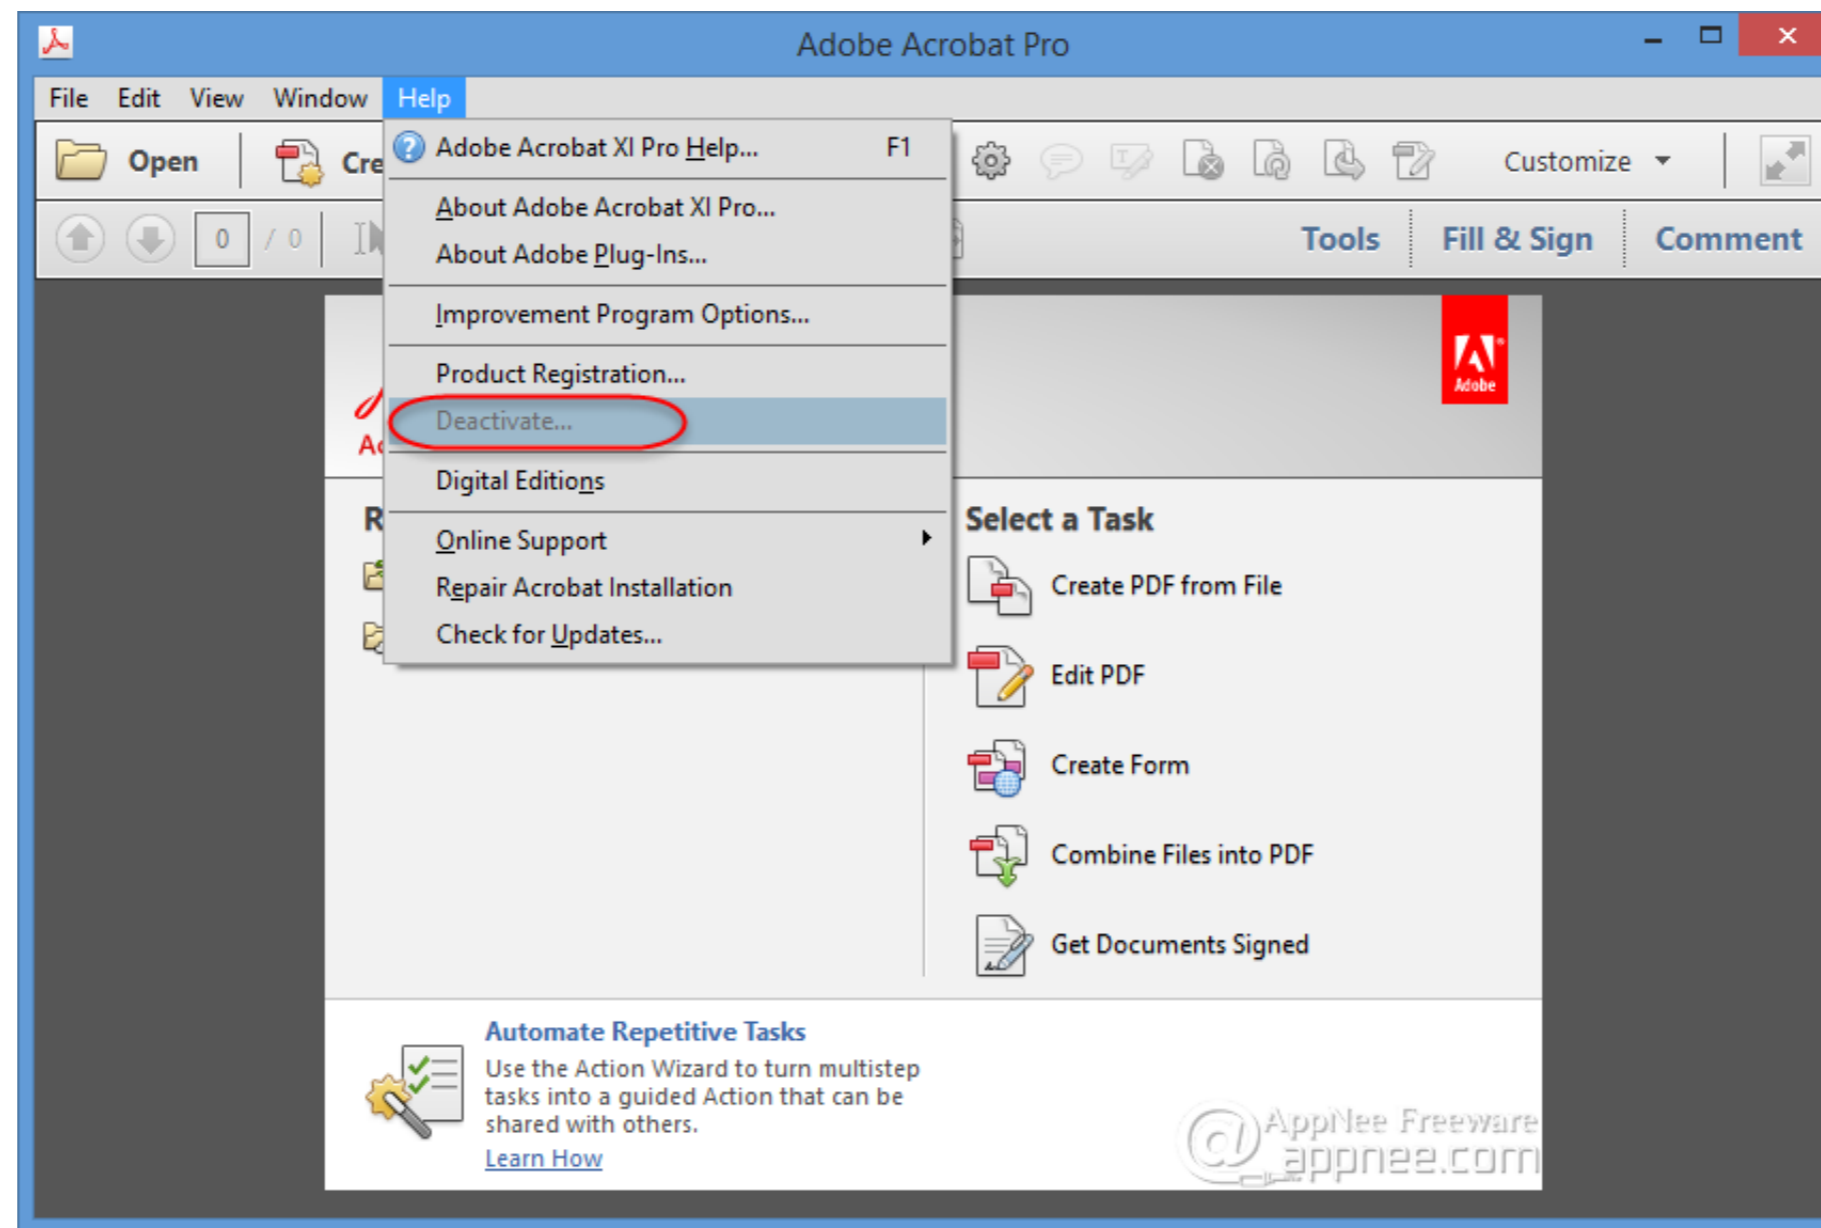 Adobe Acrobat Pro
File Edit View Window Help
Open Cre Customize
0 / 0 Tools Fill & Sign Comment
Adobe Acrobat XI Pro Help... F1
About Adobe Acrobat XI Pro...
About Adobe Plug-Ins...
Improvement Program Options...
Product Registration...
Deactivate...
Digital Editions
Online Support
Repair Acrobat Installation
Check for Updates...
Adobe
Select a Task
Create PDF from File
Edit PDF
Create Form
Combine Files into PDF
Get Documents Signed
Automate Repetitive Tasks
Use the Action Wizard to turn multistep
tasks into a guided Action that can be
shared with others.
Learn How
@ AppNee Freeware
appnee.com